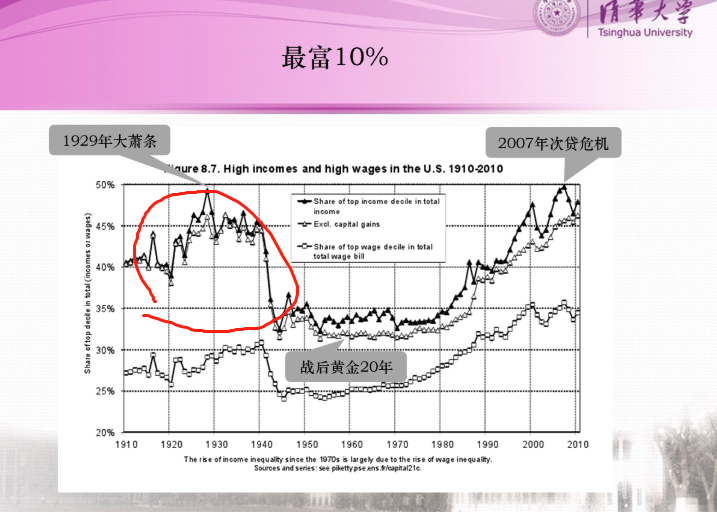 清华大学
Tsinghua University
最富10%
1929年大萧条
2007年次贷危机
igure 8.7. High incomes and high wages in the U.S. 1910-2010
Share of top decile in total (incomes or wages)
50%
45%
40%
35%
30%
25%
20%
Share of top income decile in total
income
Excl. capital gains
Share of top wage decile in total
total wage bill
战后黄金20年
1910
1920
1930
1940
1950
1960
1970
1980
1990
2000
2010
The rise of income inequality since the 1970s is largely due to the rise of wage inequality.
Sources and series: see piketty.pse.ens.fr/capital21c.